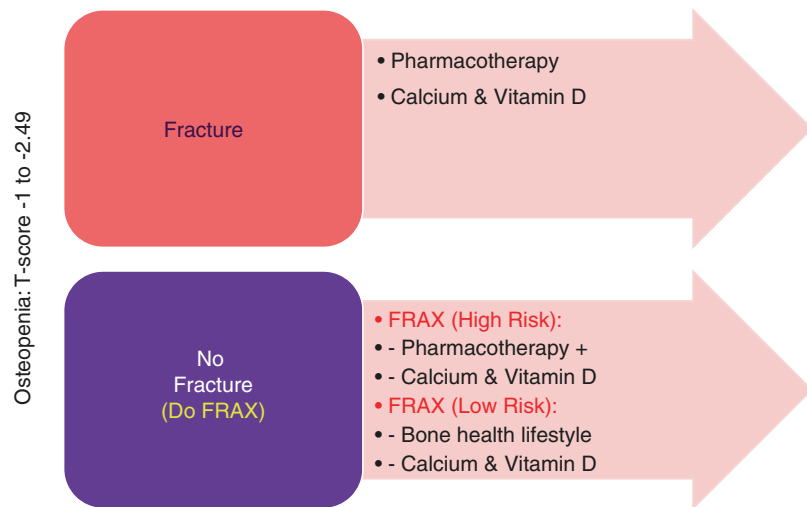 Osteopenia: T-score -1 to -2.49
Fracture
• Pharmacotherapy
• Calcium & Vitamin D
No
Fracture
(Do FRAX)
• FRAX (High Risk):
• - Pharmacotherapy +
• - Calcium & Vitamin D
• FRAX (Low Risk):
• - Bone health lifestyle
• - Calcium & Vitamin D